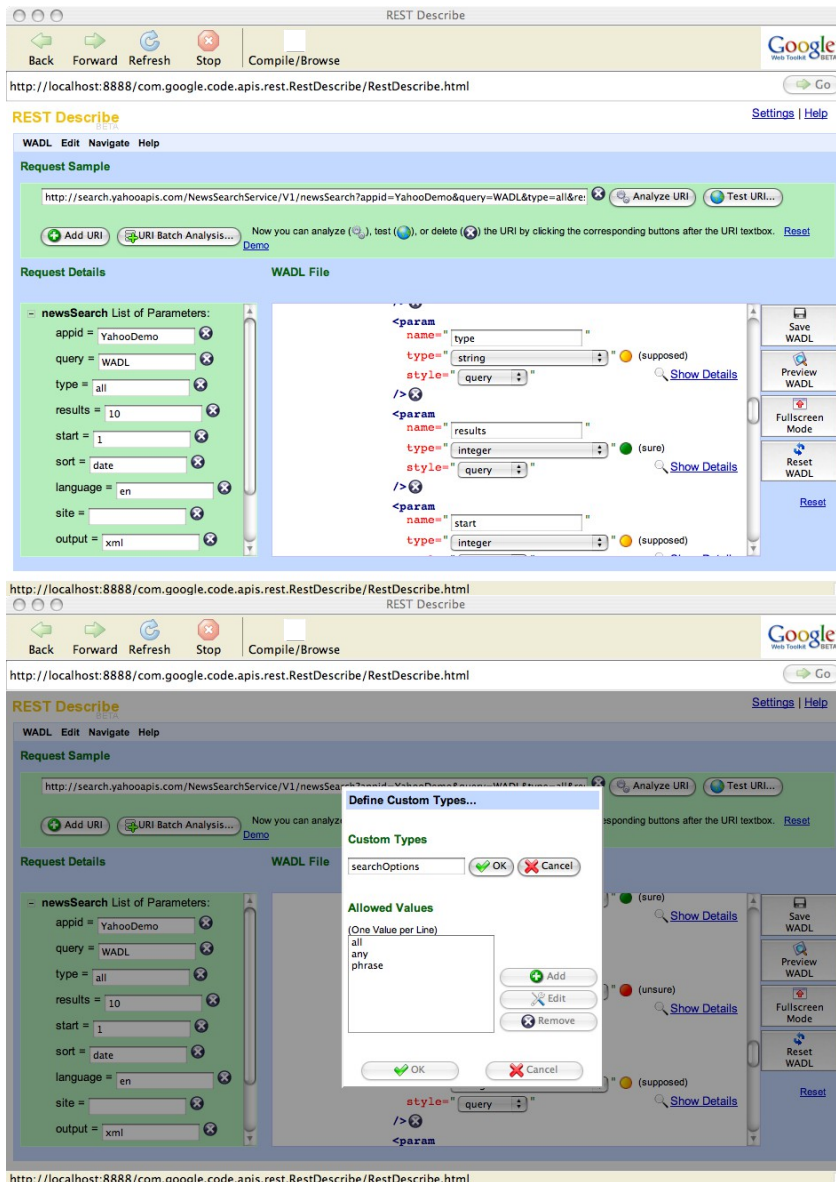 REST Describe
Back Forward Refresh Stop Compile/Browse
Google
Web Toolkit BETA
http://localhost:8888/com.google.code.apis.rest.RestDescribe/RestDescribe.html Go
REST Describe Settings | Help
BETA
WADL Edit Navigate Help
Request Sample
http://search.yahooapis.com/NewsSearchService/V1/newsSearch?appid=YahooDemo&query=WADL&type=all&re Analyze URI Test URI...
Add URI URI Batch Analysis... Now you can analyze ( ), test ( ), or delete ( ) the URI by clicking the corresponding buttons after the URI textbox. Reset
Demo
Request Details WADL File
newsSearch List of Parameters:
appid = YahooDemo
query = WADL
type = all
results = 10
start = 1
sort = date
language = en
site =
output = xml
/>
<param
name=" type "
type=" string " (supposed)
style=" query " Show Details
/>
<param
name=" results "
type=" integer " (sure)
style=" query " Show Details
/>
<param
name=" start "
type=" integer " (supposed)
Save
WADL
Preview
WADL
Fullscreen
Mode
Reset
WADL
Reset
http://localhost:8888/com.google.code.apis.rest.RestDescribe/RestDescribe.html
REST Describe
Back Forward Refresh Stop Compile/Browse
Google
Web Toolkit BETA
http://localhost:8888/com.google.code.apis.rest.RestDescribe/RestDescribe.html Go
REST Describe Settings | Help
BETA
WADL Edit Navigate Help
Request Sample
http://search.yahooapis.com/NewsSearchService/V1/newsSea Analyze URI Test URI...
Add URI URI Batch Analysis... Now you can analyze
esponding buttons after the URI textbox. Reset
Demo
Request Details WADL File
newsSearch List of Parameters:
appid = YahooDemo
query = WADL
type = all
results = 10
start = 1
sort = date
language = en
site =
output = xml
Define Custom Types...
Custom Types
searchOptions OK Cancel
Allowed Values
(One Value per Line)
all
any
phrase
Add
Edit
Remove
OK Cancel
" (sure)
Show Details
" (unsure)
Show Details
" (supposed)
style=" query " Show Details
/>
<param
Save
WADL
Preview
WADL
Fullscreen
Mode
Reset
WADL
Reset
http://localhost:8888/com.google.code.apis.rest.RestDescribe/RestDescribe.html